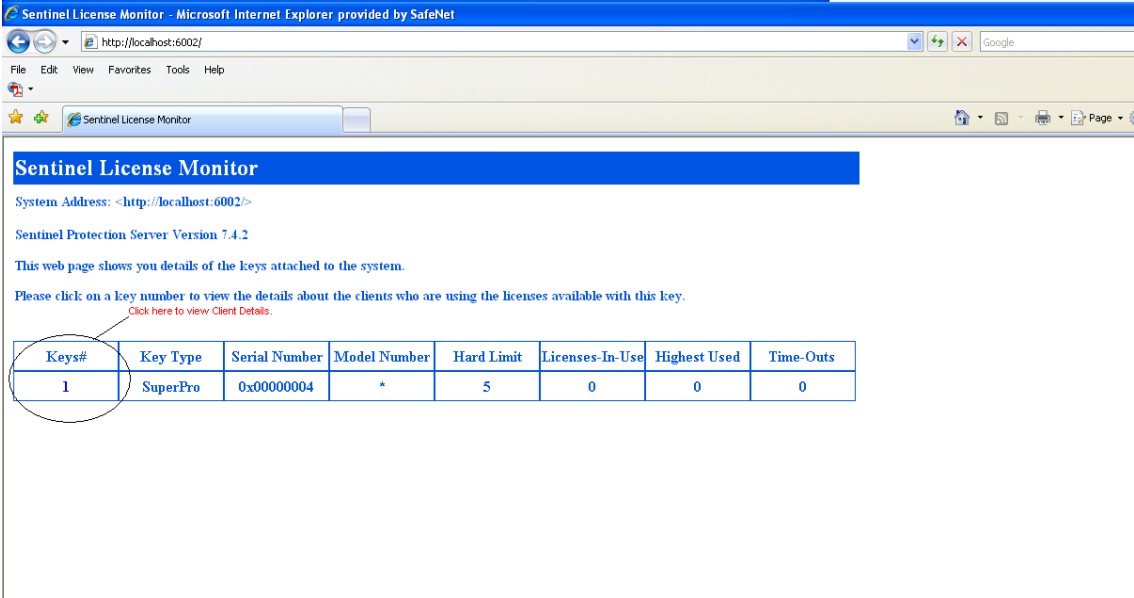 Sentinel License Monitor - Microsoft Internet Explorer provided by SafeNet
http://localhost:6002/
Google
File Edit View Favorites Tools Help
Sentinel License Monitor
Page
Sentinel License Monitor
System Address: <http://localhost:6002/>
Sentinel Protection Server Version 7.4.2
This web page shows you details of the keys attached to the system.
Please click on a key number to view the details about the clients who are using the licenses available with this key.
Click here to view Client Details.
Keys# Key Type Serial Number Model Number Hard Limit Licenses-In-Use Highest Used Time-Outs
1 SuperPro 0x00000004 * 5 0 0 0